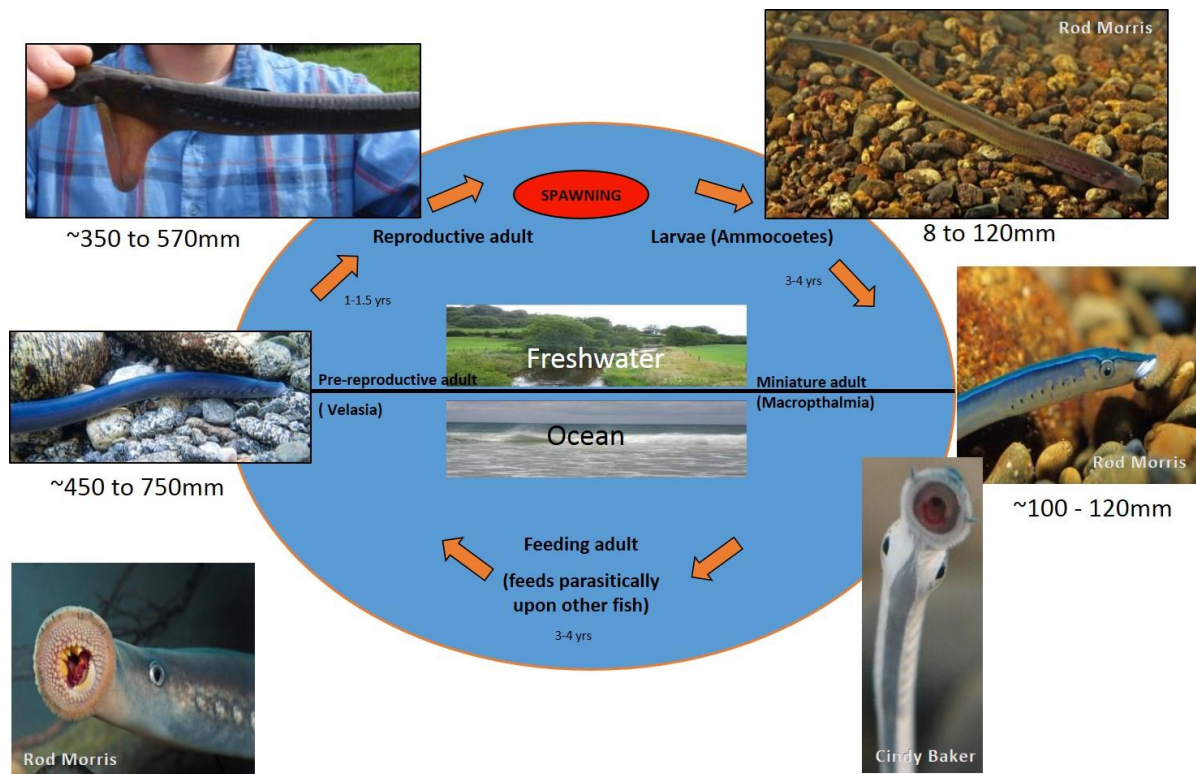 Rod Morris
~350 to 570mm
SPAWNING
Reproductive adult
Larvae (Ammocoetes)
8 to 120mm
1-1.5 yrs
3-4 yrs
Freshwater
Pre-reproductive adult
( Velasia)
Miniature adult
(Macropthalmia)
Ocean
Rod Morris
~450 to 750mm
~100 - 120mm
Feeding adult
(feeds parasitically
upon other fish)
3-4 yrs
Rod Morris
Cindy Baker